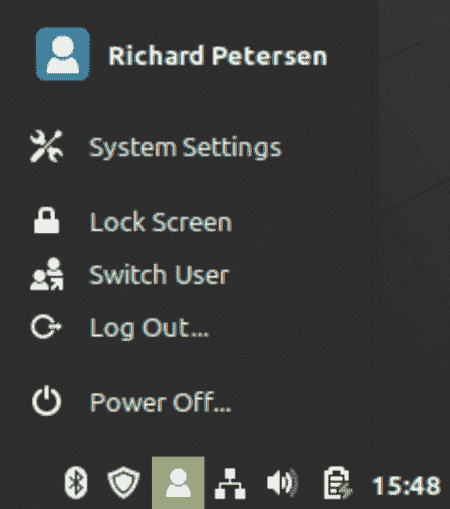 Richard Petersen
System Settings
Lock Screen
Switch User
Log Out...
Power Off...
15:48